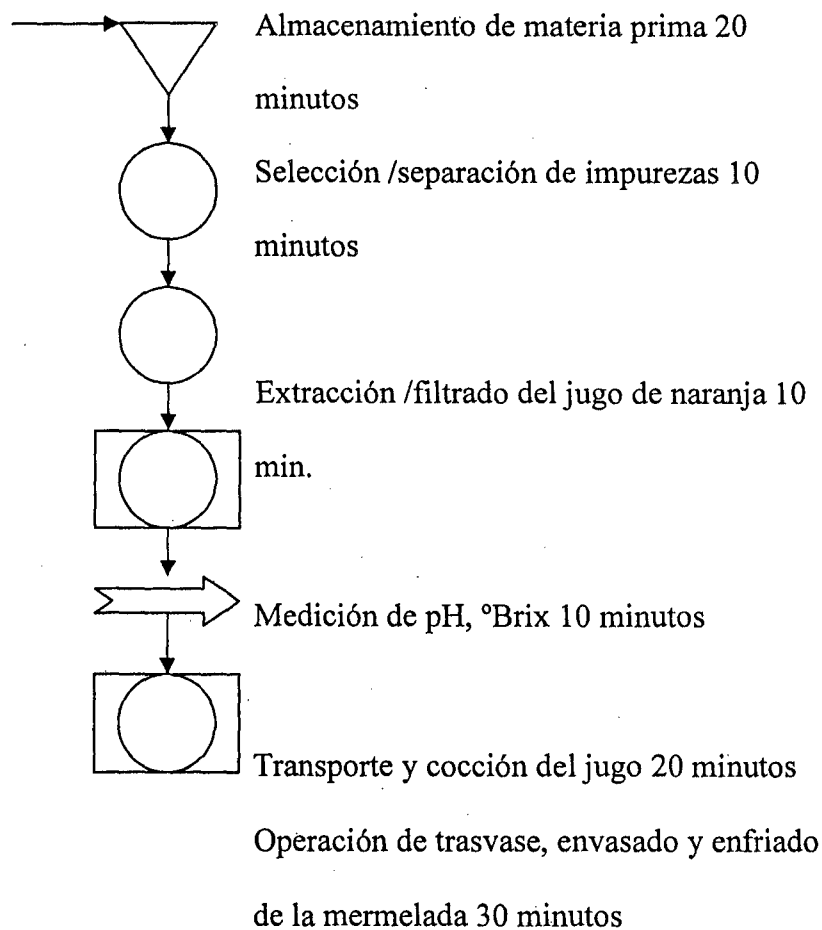 Almacenamiento de materia prima 20
minutos
Selección /separación de impurezas 10
minutos
Extracción /filtrado del jugo de naranja 10
min.
Medición de pH, ºBrix 10 minutos
Transporte y cocción del jugo 20 minutos
Operación de trasvase, envasado y enfriado
de la mermelada 30 minutos